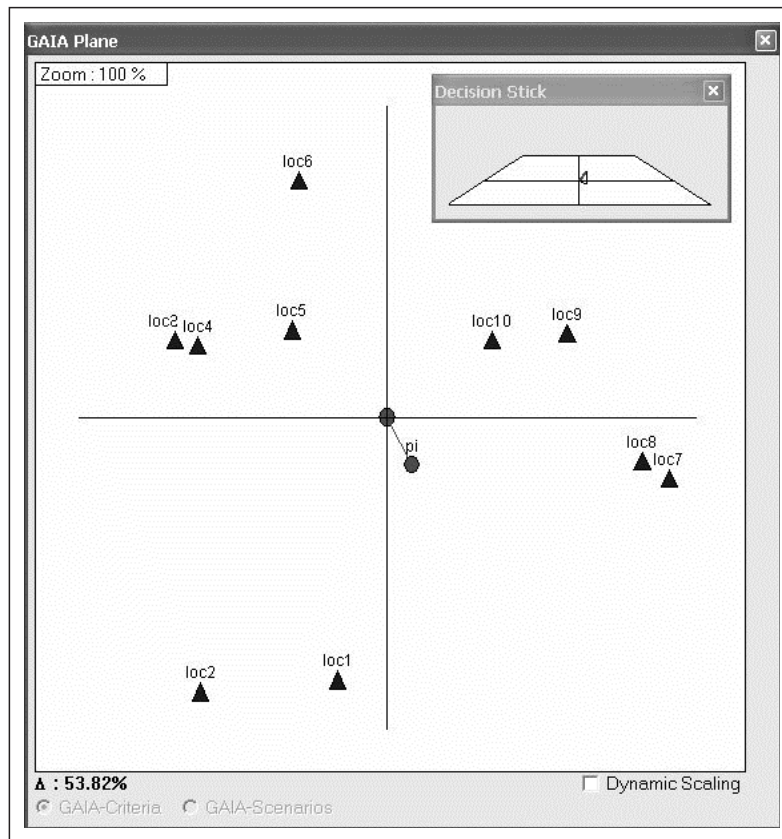 GAIA Plane
Zoom : 100 %
Decision Stick
loc6
loc3 loc4
loc5
loc10
loc9
pi
loc8
loc7
loc2
loc1
Δ : 53.82%
Dynamic Scaling
GAIA-Criteria GAIA-Scenarios